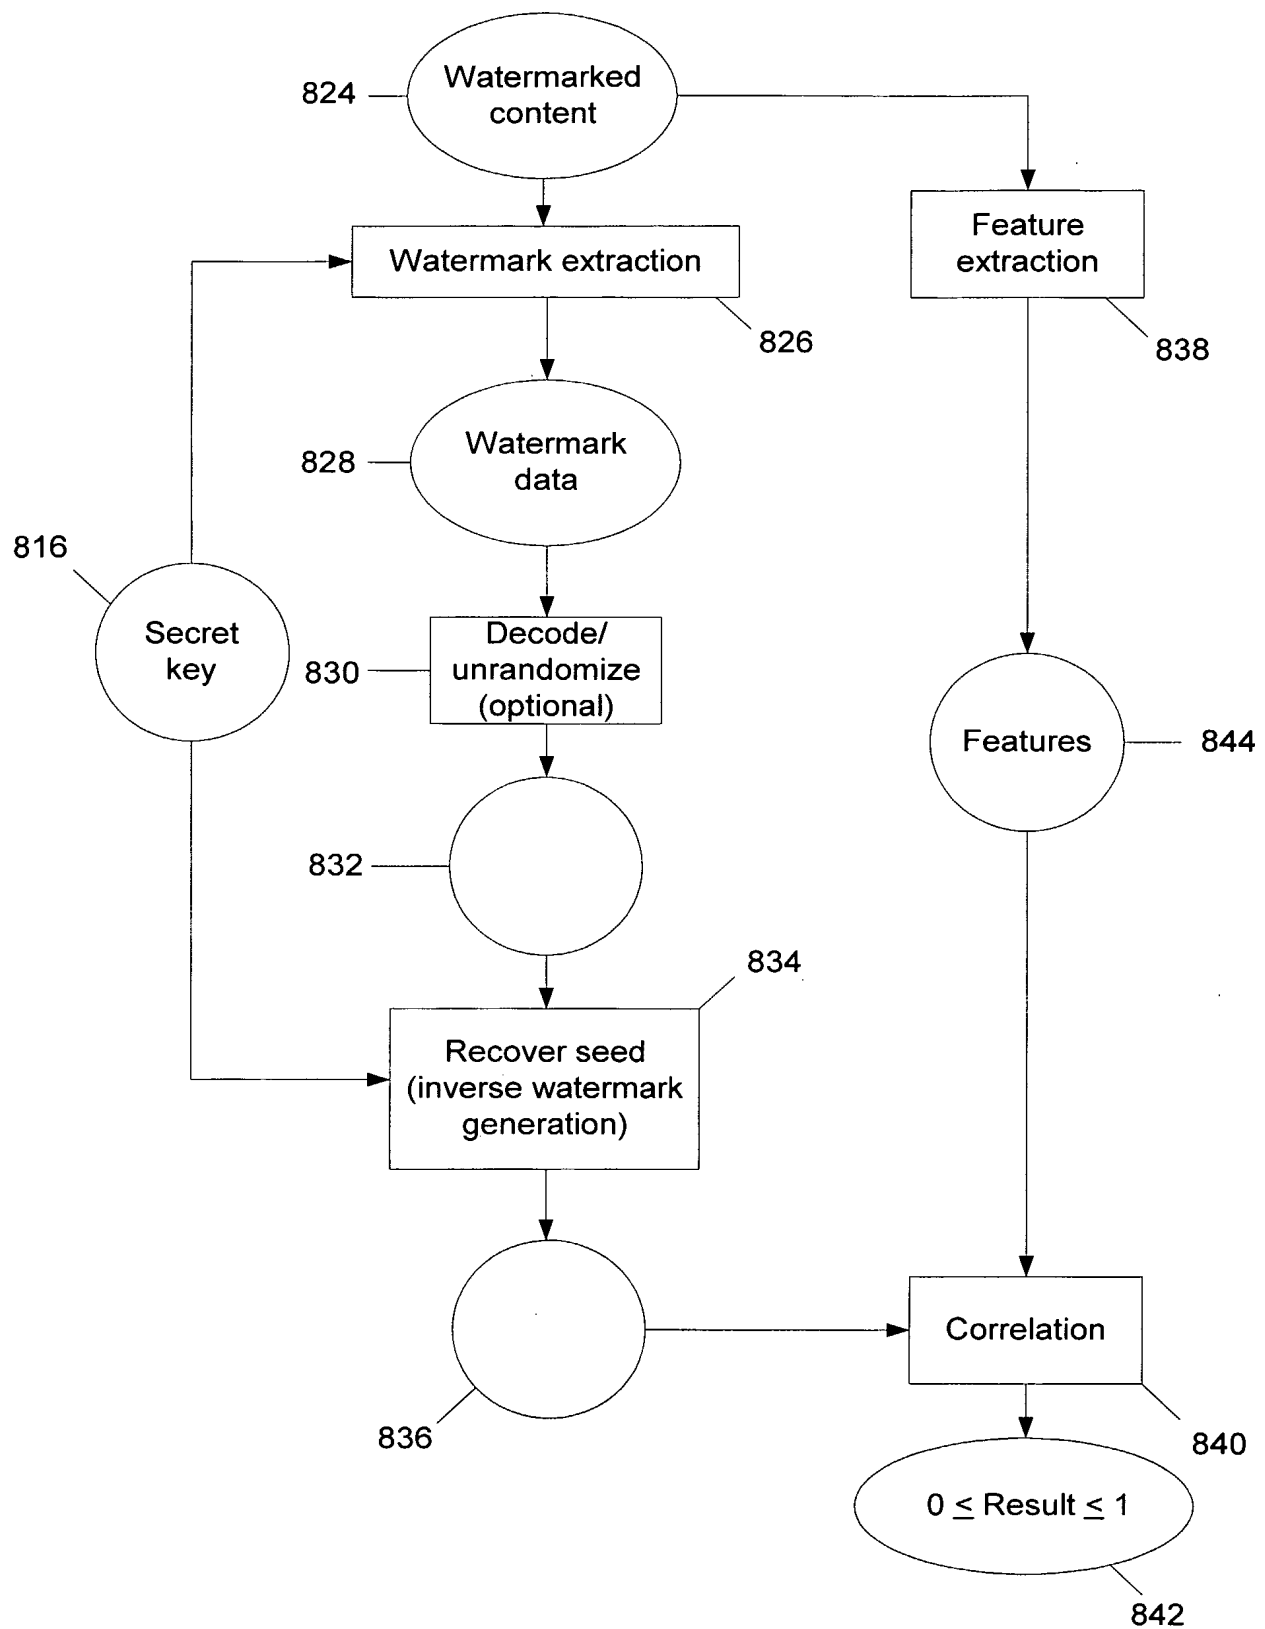 824
Watermarked
content
Watermark extraction
826
Feature
extraction
838
828
Watermark
data
816
Secret
key
830
Decode/
unrandomize
(optional)
Features
844
832
834
Recover seed
(inverse watermark
generation)
836
Correlation
840
0 ≤ Result ≤ 1
842